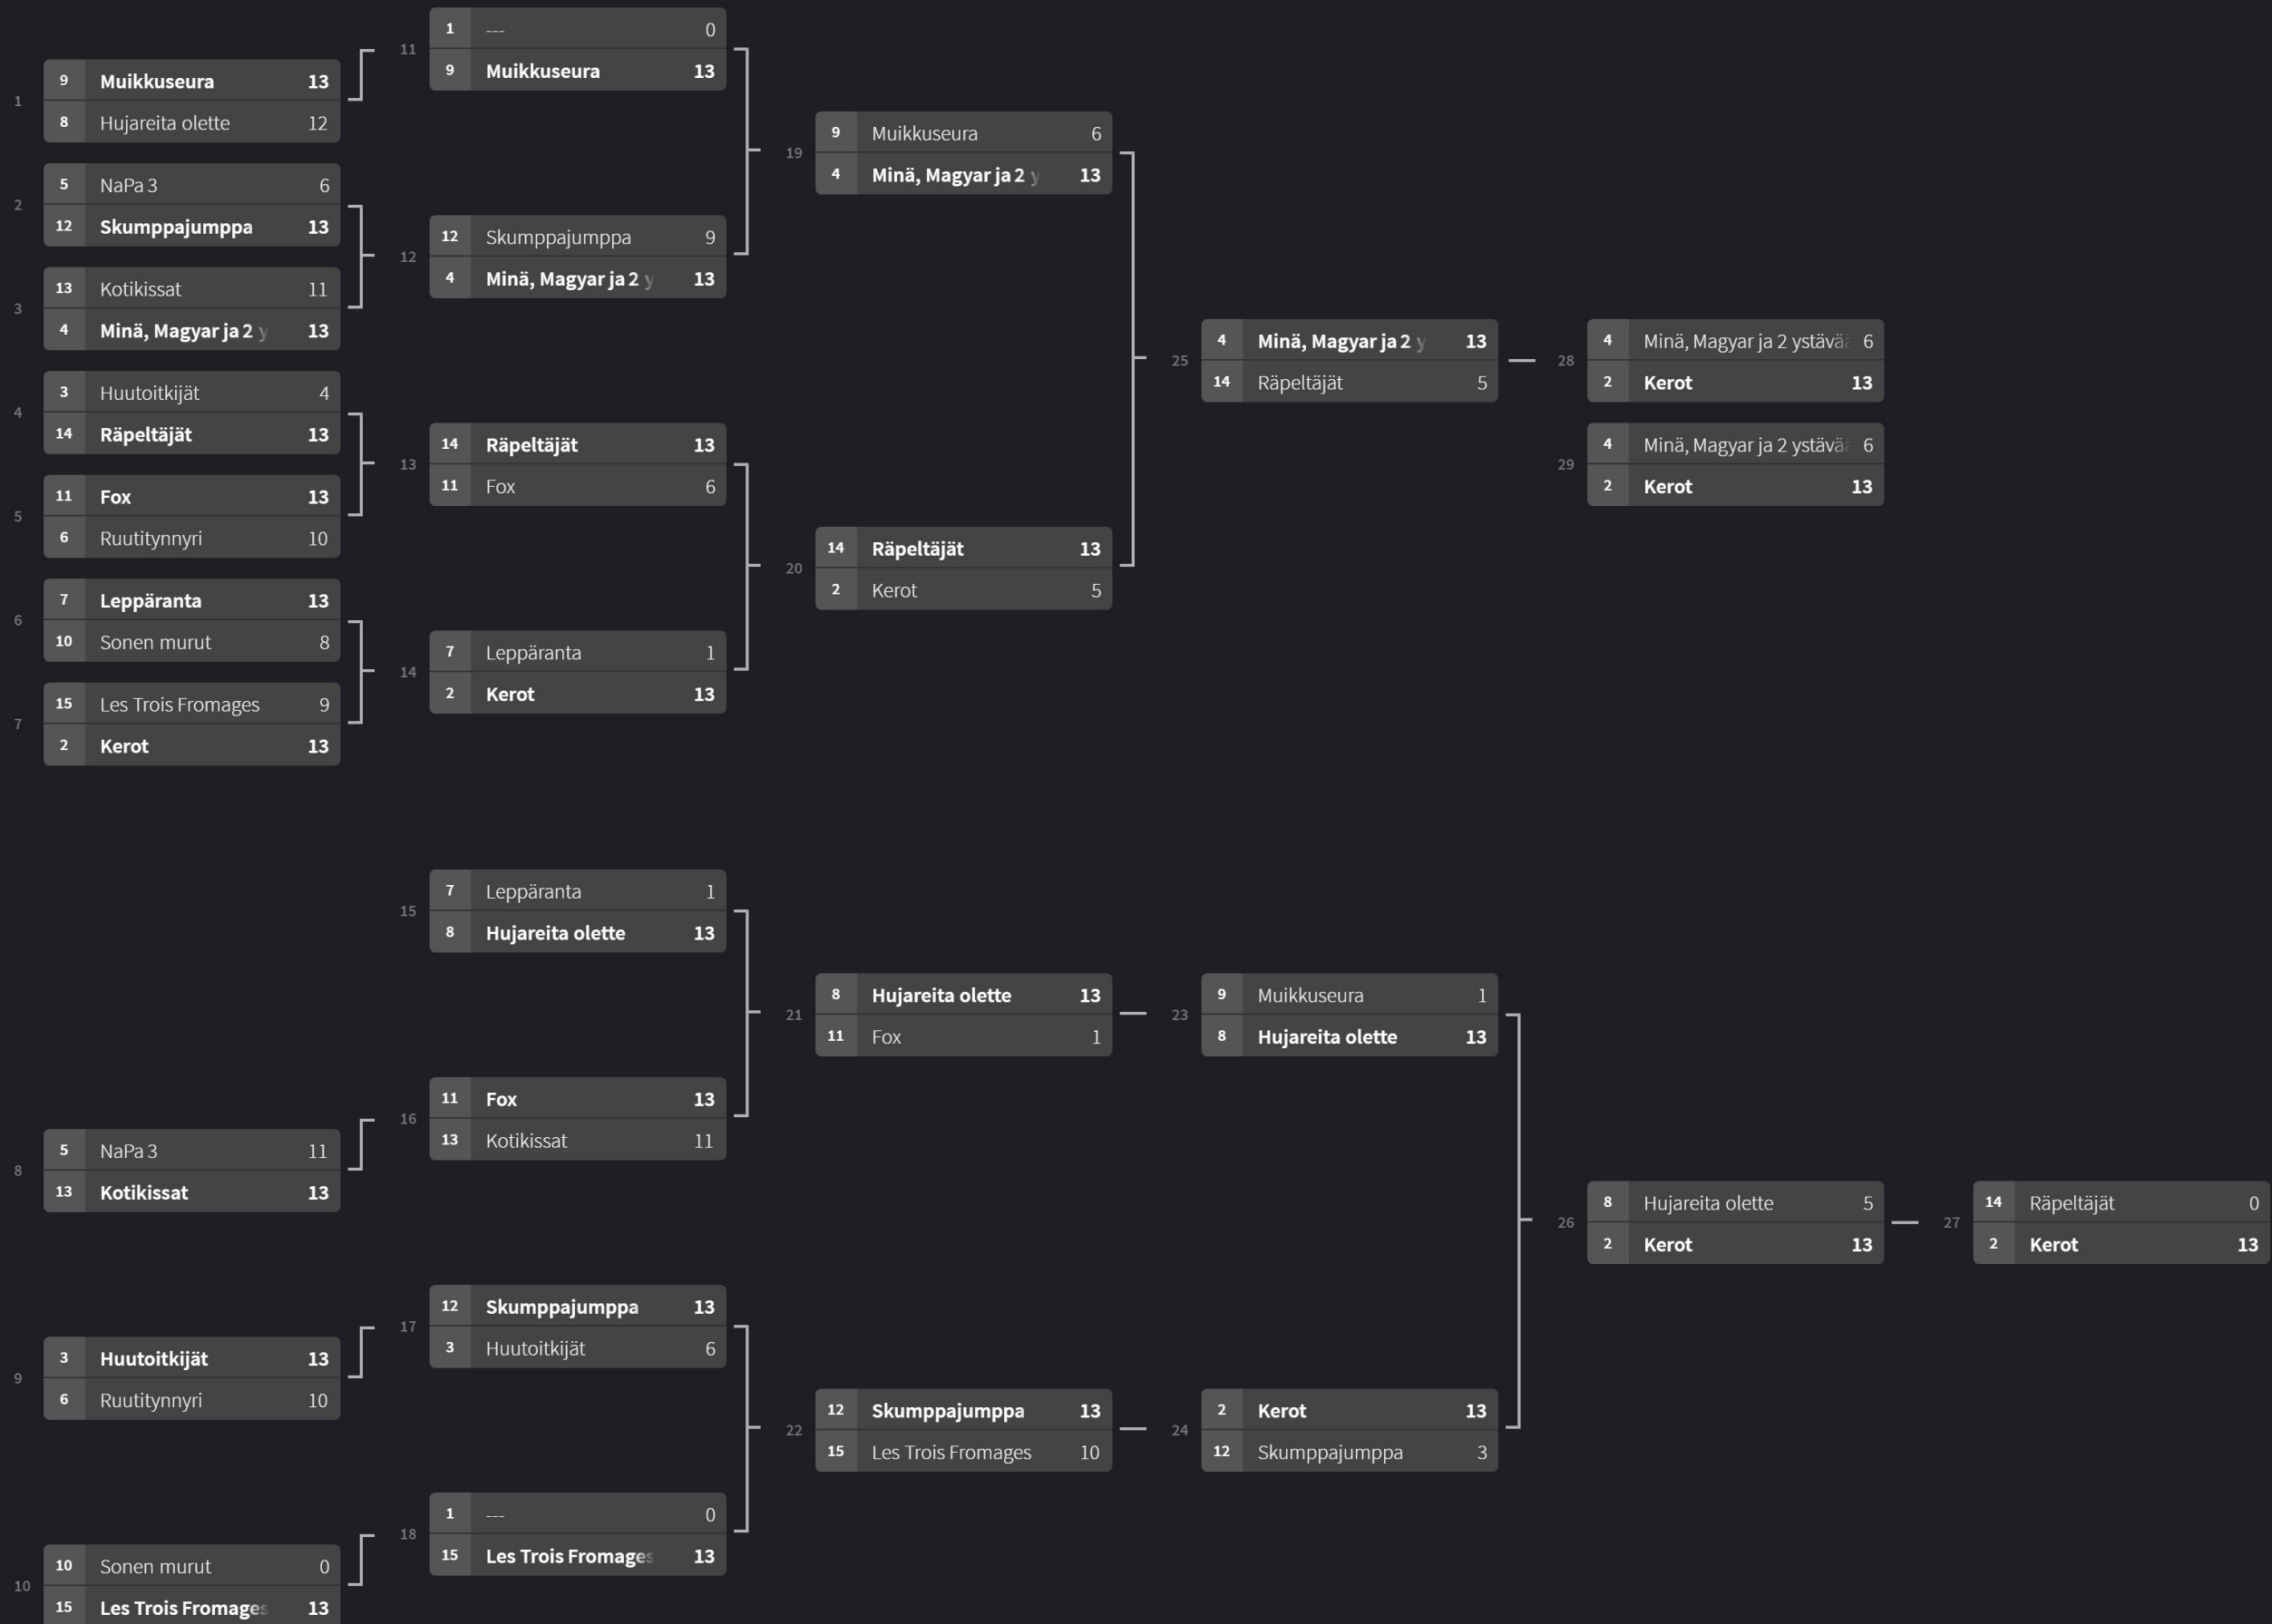 1 --- 0
11
9 Muikkuseura 13
9 Muikkuseura 13
1
8 Hujareita olette 12
9 Muikkuseura 6
19
4 Minä, Magyar ja 2 y 13
5 NaPa 3 6
2
12 Skumppajumppa 13
12 Skumppajumppa 9
12
4 Minä, Magyar ja 2 y 13
13 Kotikissat 11
3
4 Minä, Magyar ja 2 y 13
4 Minä, Magyar ja 2 y 13
25
14 Räpeltäjät 5
4 Minä, Magyar ja 2 ystävää 6
28
2 Kerot 13
3 Huutoitkijät 4
4
14 Räpeltäjät 13
14 Räpeltäjät 13
13
11 Fox 6
4 Minä, Magyar ja 2 ystävää 6
29
2 Kerot 13
11 Fox 13
5
6 Ruutitynnyri 10
14 Räpeltäjät 13
20
2 Kerot 5
7 Leppäranta 13
6
10 Sonen murut 8
7 Leppäranta 1
14
2 Kerot 13
15 Les Trois Fromages 9
7
2 Kerot 13
7 Leppäranta 1
15
8 Hujareita olette 13
8 Hujareita olette 13
21
11 Fox 1
9 Muikkuseura 1
23
8 Hujareita olette 13
11 Fox 13
16
13 Kotikissat 11
5 NaPa 3 11
8
13 Kotikissat 13
8 Hujareita olette 5
26
2 Kerot 13
14 Räpeltäjät 0
27
2 Kerot 13
12 Skumppajumppa 13
17
3 Huutoitkijät 6
3 Huutoitkijät 13
9
6 Ruutitynnyri 10
12 Skumppajumppa 13
22
15 Les Trois Fromages 10
2 Kerot 13
24
12 Skumppajumppa 3
1 --- 0
18
15 Les Trois Fromages 13
10 Sonen murut 0
10
15 Les Trois Fromages 13